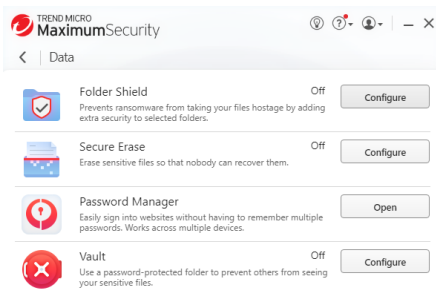 TREND MICRO
MaximumSecurity
Data
Folder Shield
Off
Configure
Prevents ransomware from taking your files hostage by adding
extra security to selected folders.
Secure Erase
Off
Configure
Erase sensitive files so that nobody can recover them.
Password Manager
Open
Easily sign into websites without having to remember multiple
passwords. Works across multiple devices.
Vault
Off
Configure
Use a password-protected folder to prevent others from seeing
your sensitive files.